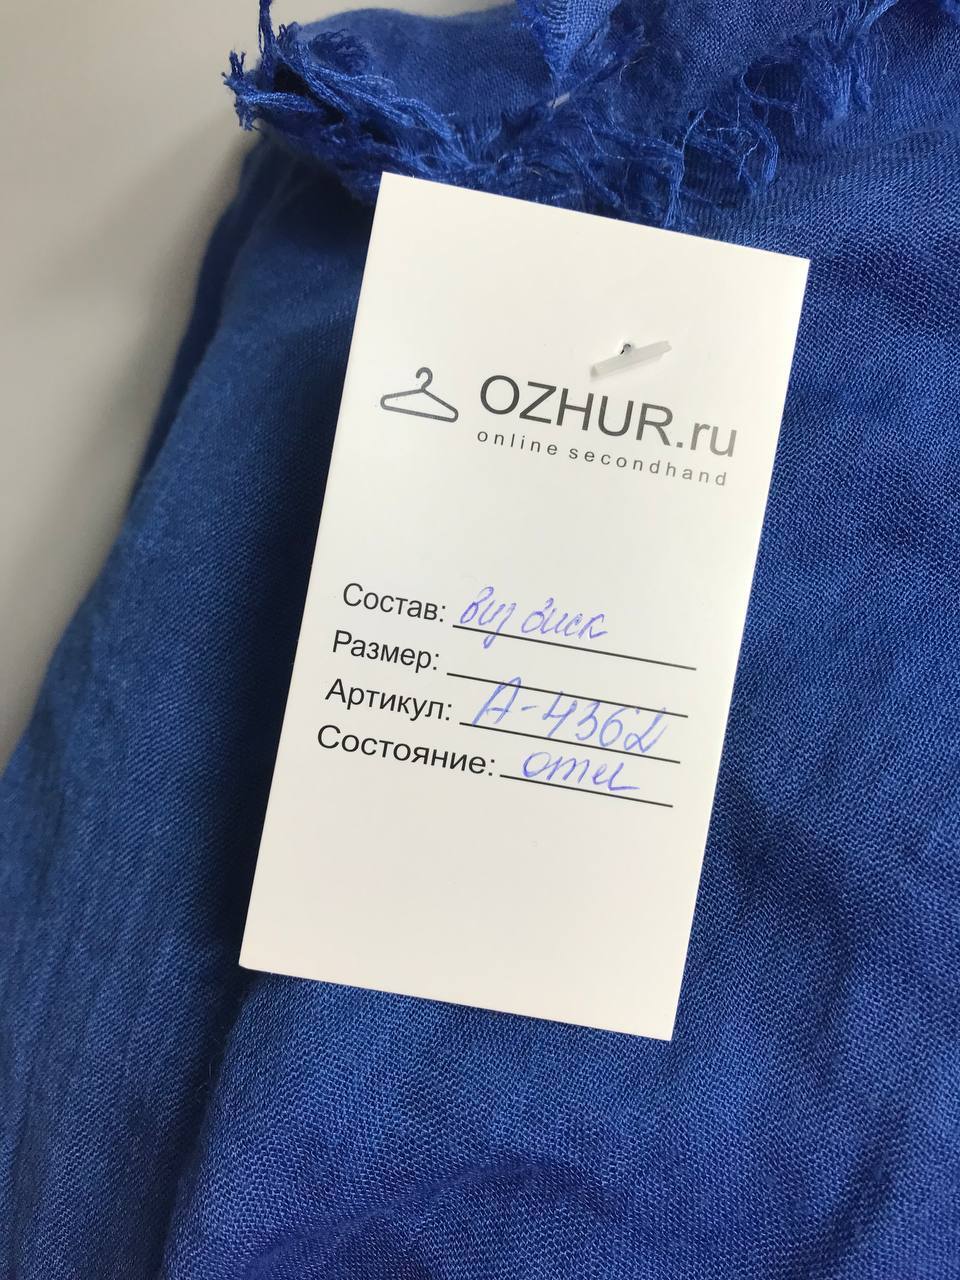 OZHUR.ru
online secondhand
Состав: виз диск
Размер:
Артикул: А-4362
Состояние: отл